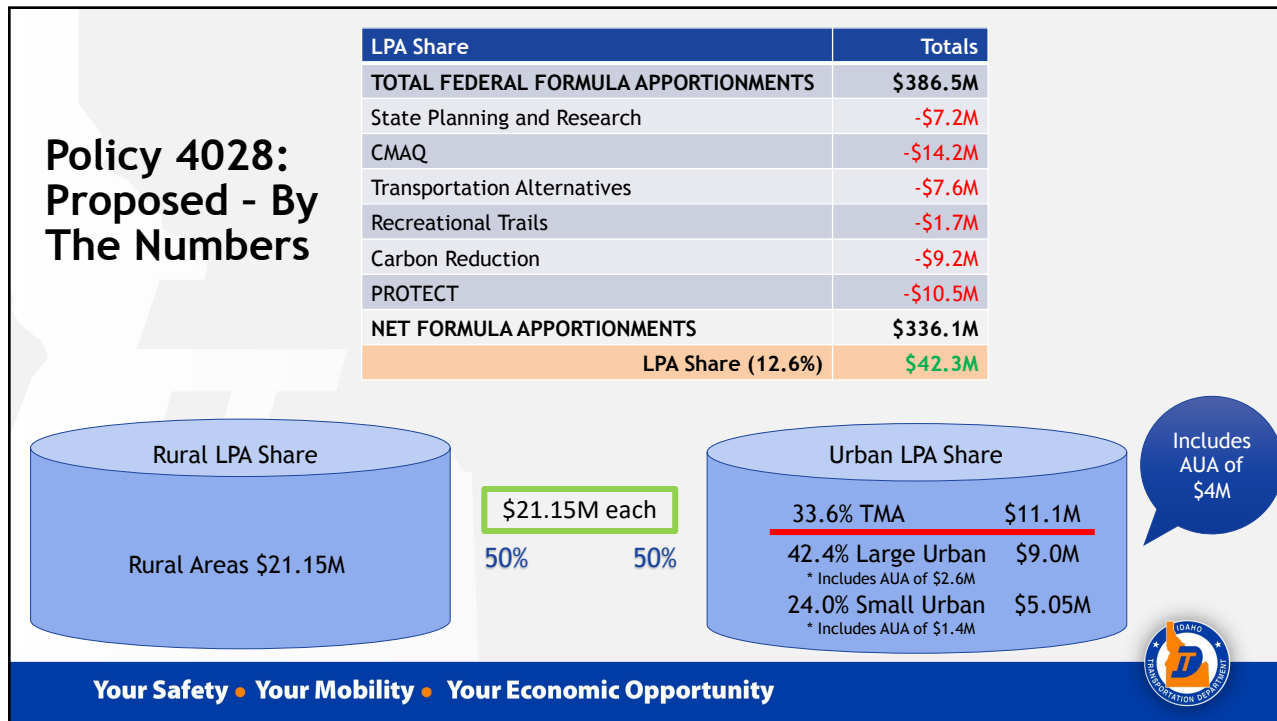 Policy 4028:
Proposed – By
The Numbers
LPA Share Totals
TOTAL FEDERAL FORMULA APPORTIONMENTS $386.5M
State Planning and Research -$7.2M
CMAQ -$14.2M
Transportation Alternatives -$7.6M
Recreational Trails -$1.7M
Carbon Reduction -$9.2M
PROTECT -$10.5M
NET FORMULA APPORTIONMENTS $336.1M
LPA Share (12.6%) $42.3M
Rural LPA Share
Rural Areas $21.15M
$21.15M each
50% 50%
Urban LPA Share
33.6% TMA $11.1M
42.4% Large Urban $9.0M
* Includes AUA of $2.6M
24.0% Small Urban $5.05M
* Includes AUA of $1.4M
Includes
AUA of
$4M
IDAHO
TRANSPORTATION DEPARTMENT
Your Safety • Your Mobility • Your Economic Opportunity